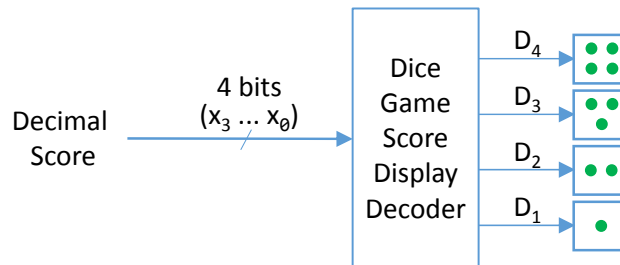 Decimal
Score
4 bits
(x₃ ... x₀)
Dice
Game
Score
Display
Decoder
D₄
D₃
D₂
D₁